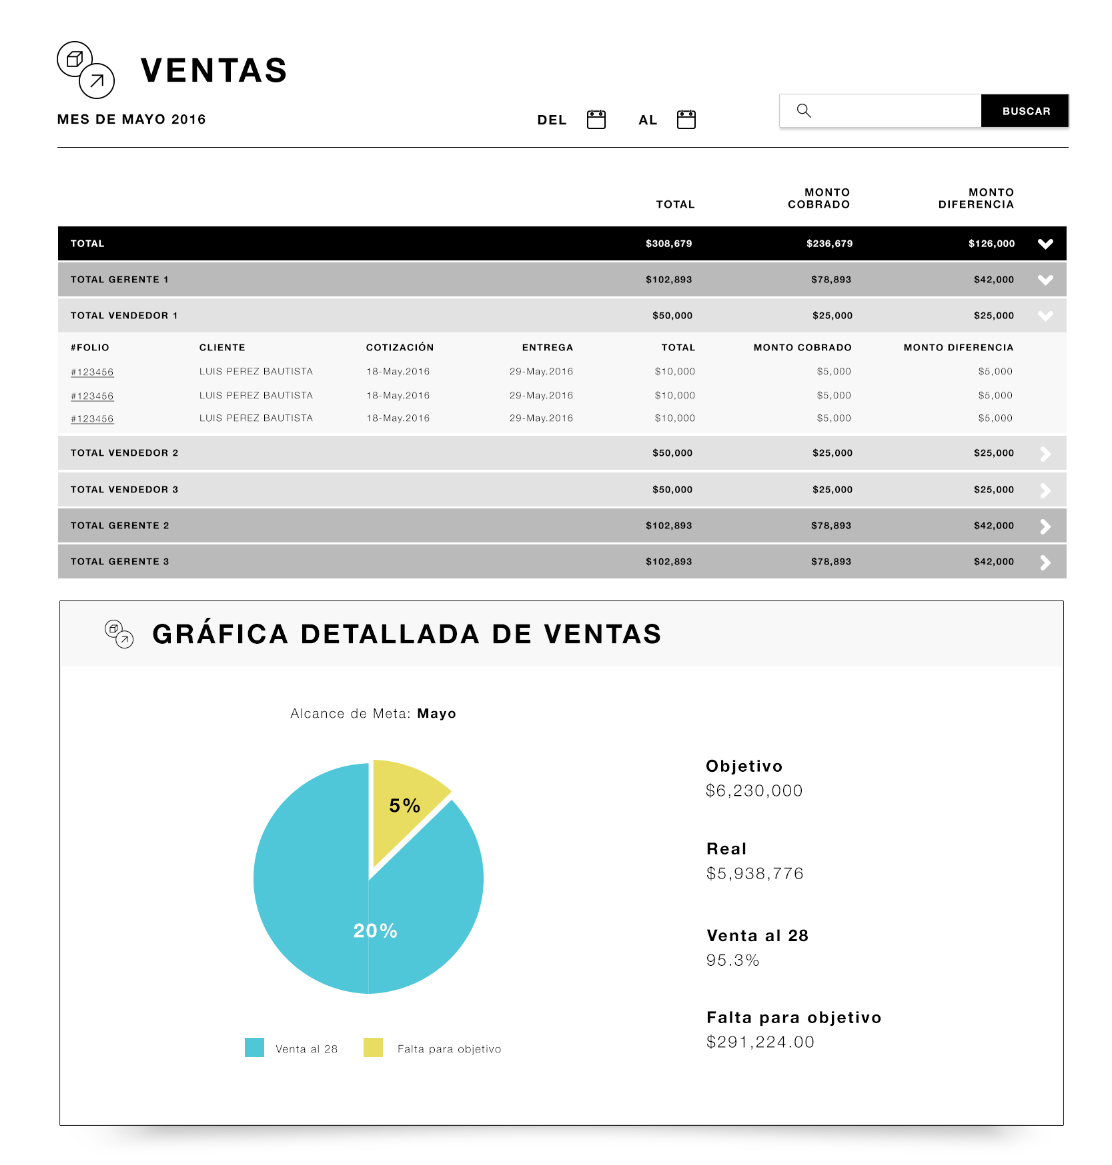 VENTAS
MES DE MAYO 2016
DEL AL
BUSCAR
TOTAL MONTO COBRADO MONTO DIFERENCIA
TOTAL $308,679 $236,679 $126,000
TOTAL GERENTE 1 $102,893 $78,893 $42,000
TOTAL VENDEDOR 1 $50,000 $25,000 $25,000
#FOLIO CLIENTE COTIZACIÓN ENTREGA TOTAL MONTO COBRADO MONTO DIFERENCIA
#123456 LUIS PEREZ BAUTISTA 18-May.2016 29-May.2016 $10,000 $5,000 $5,000
#123456 LUIS PEREZ BAUTISTA 18-May.2016 29-May.2016 $10,000 $5,000 $5,000
#123456 LUIS PEREZ BAUTISTA 18-May.2016 29-May.2016 $10,000 $5,000 $5,000
TOTAL VENDEDOR 2 $50,000 $25,000 $25,000
TOTAL VENDEDOR 3 $50,000 $25,000 $25,000
TOTAL GERENTE 2 $102,893 $78,893 $42,000
TOTAL GERENTE 3 $102,893 $78,893 $42,000
GRÁFICA DETALLADA DE VENTAS
Alcance de Meta: Mayo
5%
20%
Venta al 28 Falta para objetivo
Objetivo
$6,230,000
Real
$5,938,776
Venta al 28
95.3%
Falta para objetivo
$291,224.00